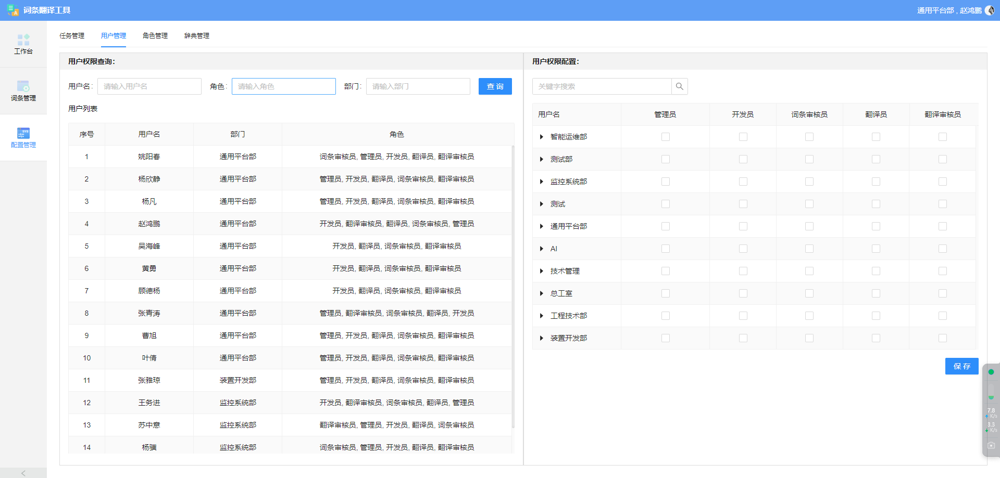 词条翻译工具
通用平台部 , 赵鸿鹏
工作台
词条管理
配置管理
任务管理 用户管理 角色管理 辞典管理
用户权限查询：
用户名： 请输入用户名 角色： 请输入角色 部门： 请输入部门 查 询
用户列表
序号 用户名 部门 角色
1 姚阳春 通用平台部 词条审核员, 管理员, 开发员, 翻译员, 翻译审核员
2 杨欣静 通用平台部 管理员, 开发员, 翻译员, 词条审核员, 翻译审核员
3 杨凡 通用平台部 管理员, 开发员, 翻译员, 词条审核员, 翻译审核员
4 赵鸿鹏 通用平台部 开发员, 翻译审核员, 翻译员, 词条审核员, 管理员
5 吴海峰 通用平台部 开发员, 翻译员, 词条审核员, 翻译审核员
6 黄勇 通用平台部 开发员, 翻译员, 词条审核员, 翻译审核员
7 顾德杨 通用平台部 开发员, 翻译员, 词条审核员, 翻译审核员
8 张青涛 通用平台部 管理员, 翻译审核员, 词条审核员, 翻译员, 开发员
9 曹旭 通用平台部 管理员, 开发员, 翻译员, 词条审核员, 翻译审核员
10 叶倩 通用平台部 管理员, 开发员, 翻译员, 词条审核员, 翻译审核员
11 张雅琼 装置开发部 管理员, 开发员, 翻译员, 词条审核员, 翻译审核员
12 王务进 监控系统部 开发员, 翻译审核员, 词条审核员, 翻译员, 管理员
13 苏中意 监控系统部 翻译审核员, 管理员, 开发员, 翻译员, 词条审核员
14 杨骥 监控系统部 词条审核员, 管理员, 开发员, 翻译员, 翻译审核员
用户权限配置：
关键字搜索
用户名 管理员 开发员 词条审核员 翻译员 翻译审核员
智能运维部
测试部
监控系统部
测试
通用平台部
AI
技术管理
总工室
工程技术部
装置开发部
保 存
7.8
K/s
3.3
K/s